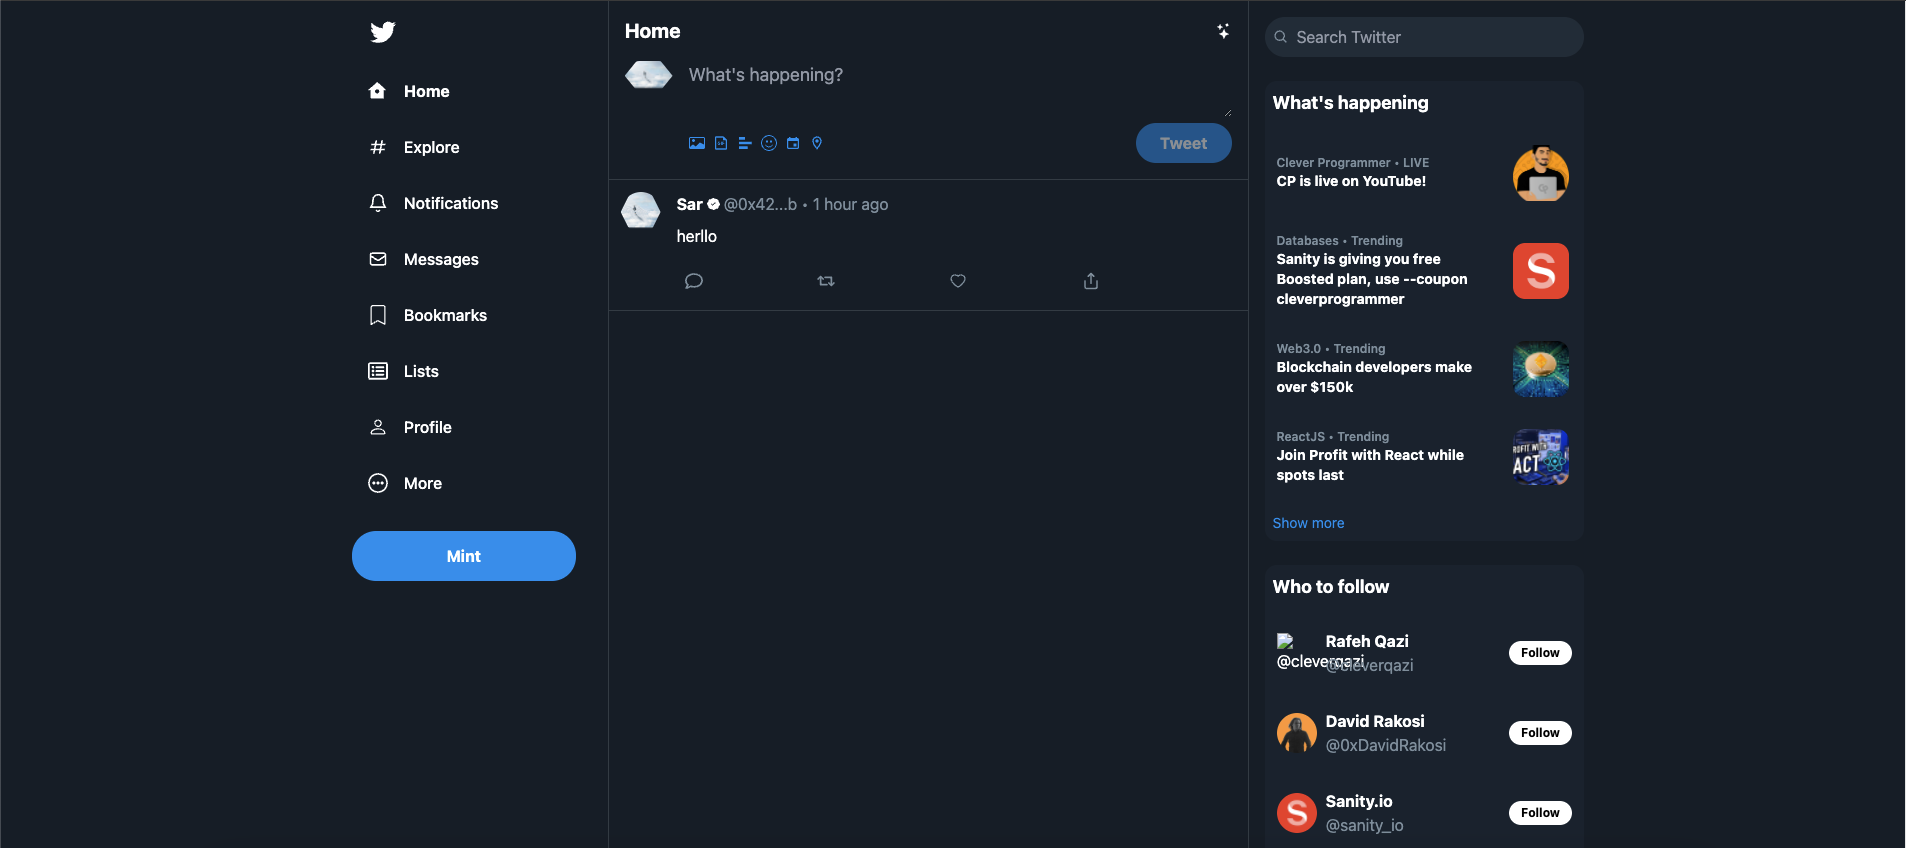 Home
Explore
Notifications
Messages
Bookmarks
Lists
Profile
More
Mint
Home
What's happening?
Tweet
Sar @0x42...b • 1 hour ago
herllo
Search Twitter
What's happening
Clever Programmer • LIVE
CP is live on YouTube!
Databases • Trending
Sanity is giving you free
Boosted plan, use --coupon
cleverprogrammer
S
Web3.0 • Trending
Blockchain developers make
over $150k
ReactJS • Trending
Join Profit with React while
spots last
ROFIT WITH
ACT
Show more
Who to follow
Rafeh Qazi
@cleverqazi
@cleverqazi
Follow
David Rakosi
@0xDavidRakosi
Follow
Sanity.io
@sanity_io
S
Follow